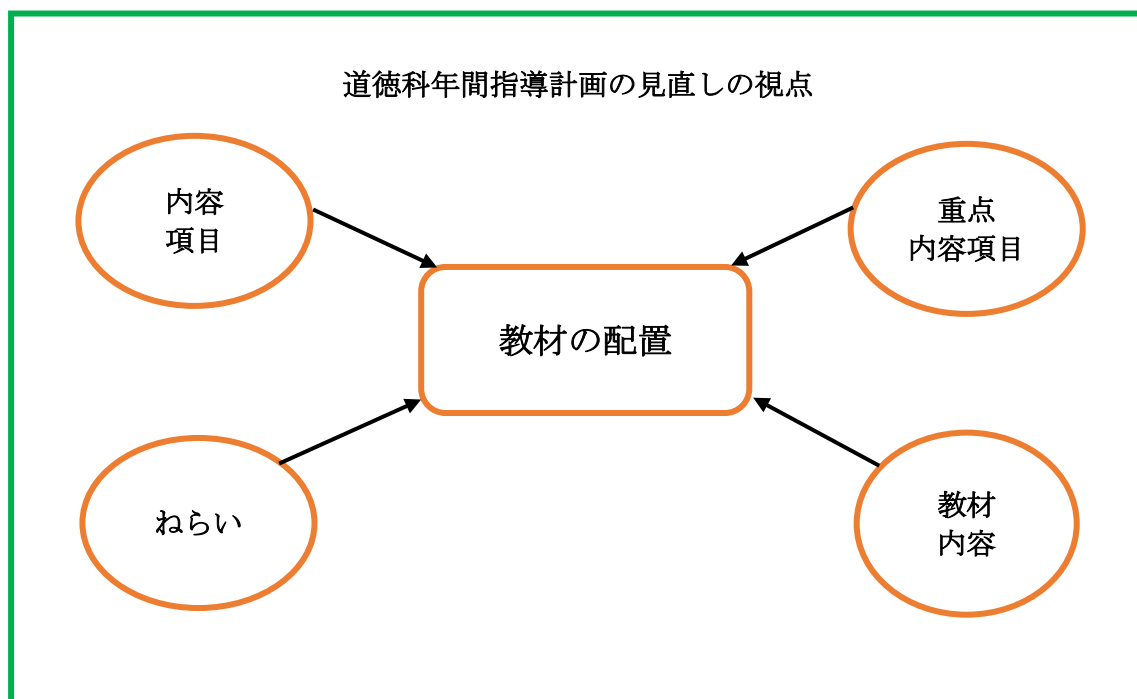 道徳科年間指導計画の見直しの視点
内容
項目
重点
内容項目
教材の配置
ねらい
教材
内容